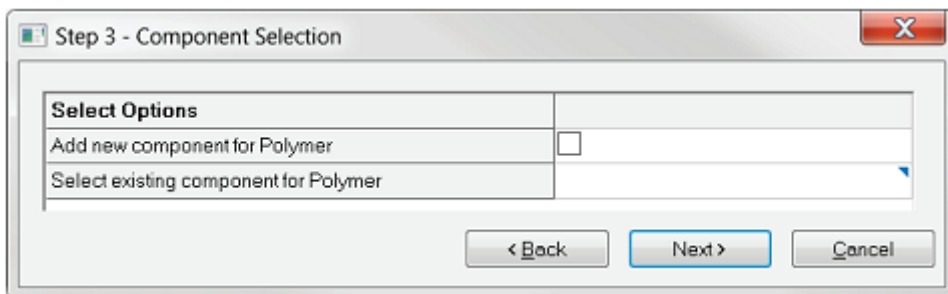 Step 3 - Component Selection
Select Options
Add new component for Polymer
Select existing component for Polymer
< Back Next > Cancel